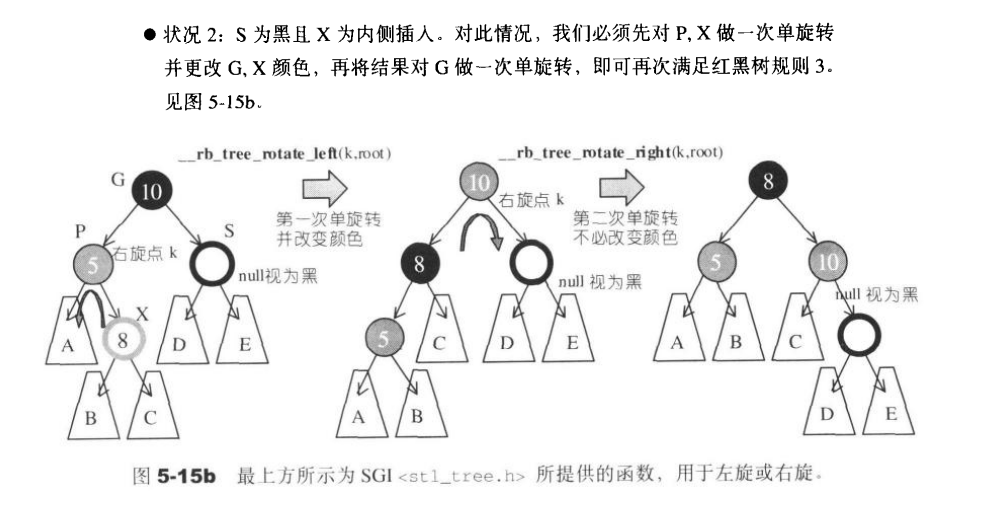 ● 状况 2：S 为黑且 X 为内侧插入。对此情况，我们必须先对 P, X 做一次单旋转
并更改 G, X 颜色，再将结果对 G 做一次单旋转，即可再次满足红黑树规则 3。
见图 5-15b。
__rb_tree_rotate_left(k,root)
__rb_tree_rotate_right(k,root)
G
10
10
8
第一次单旋转
并改变颜色
右旋点 k
第二次单旋转
不必改变颜色
P
S
5
右旋点 k
null视为黑
8
null 视为黑
5
10
null 视为黑
A
X
8
D
E
5
C
D
E
A
B
C
B
C
A
B
D
E
图 5-15b 最上方所示为 SGI <stl_tree.h> 所提供的函数，用于左旋或右旋。